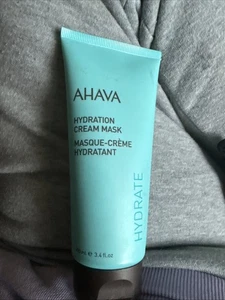 AHAVA
HYDRATION
CREAM MASK
MASQUE-CRÈME
HYDRATANT
HYDRATE
3.4 fl.oz